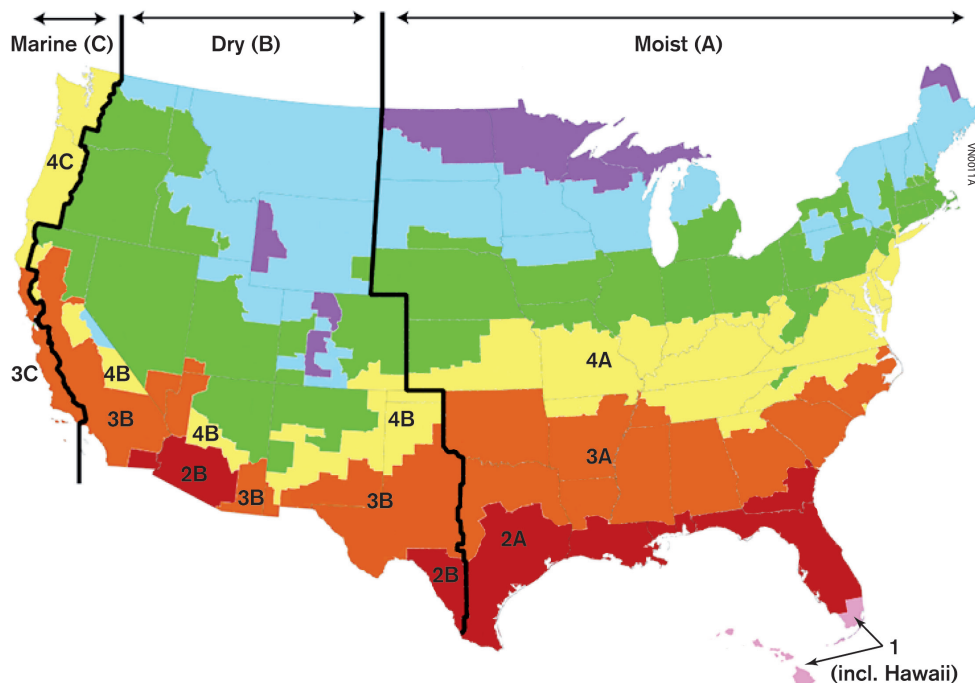 Marine (C)
Dry (B)
Moist (A)
VN0011A
4C
3C
4B
3B
4B
2B
3B
4B
3B
2B
4A
3A
2A
1
(incl. Hawaii)